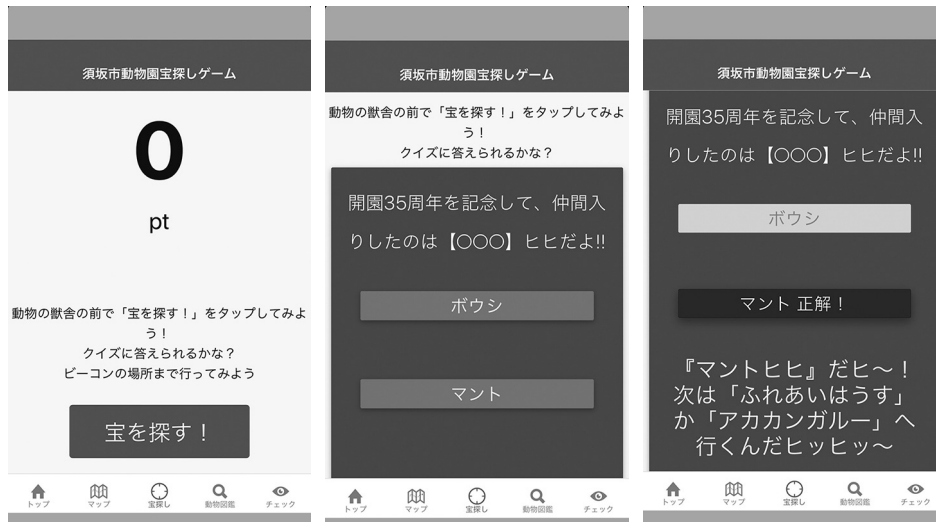 須坂市動物園宝探しゲーム
0
pt
動物の獣舎の前で「宝を探す！」をタップしてみよ
う！
クイズに答えられるかな？
ビーコンの場所まで行ってみよう
宝を探す！
トップ
マップ
宝探し
動物図鑑
チェック
須坂市動物園宝探しゲーム
動物の獣舎の前で「宝を探す！」をタップしてみよ
う！
クイズに答えられるかな？
開園35周年を記念して、仲間入
りしたのは【○○○】ヒヒだよ!!
ボウシ
マント
トップ
マップ
宝探し
動物図鑑
チェック
須坂市動物園宝探しゲーム
開園35周年を記念して、仲間入
りしたのは【○○○】ヒヒだよ!!
ボウシ
マント 正解！
『マントヒヒ』だヒ〜！
次は「ふれあいはうす」
か「アカカンガルー」へ
行くんだヒッヒッ〜
トップ
マップ
宝探し
動物図鑑
チェック